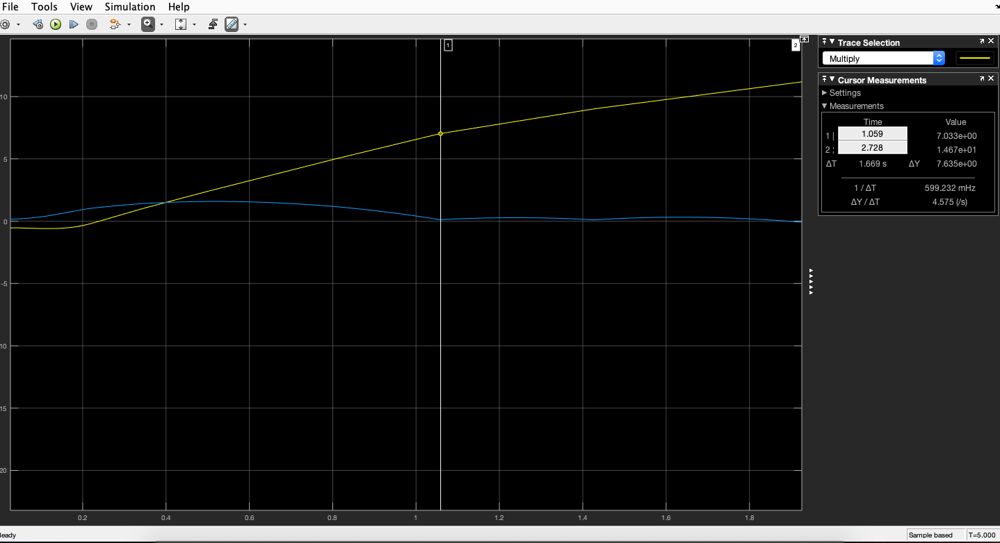 File Tools View Simulation Help
1
2
Trace Selection
Multiply
Cursor Measurements
Settings
Measurements
Time Value
1 | 1.059 7.033e+00
2 ¦ 2.728 1.467e+01
ΔT 1.669 s ΔY 7.635e+00
1 / ΔT 599.232 mHz
ΔY / ΔT 4.575 (/s)
10
5
0
-5
10
15
20
0.2 0.4 0.6 0.8 1 1.2 1.4 1.6 1.8
eady Sample based T=5.000